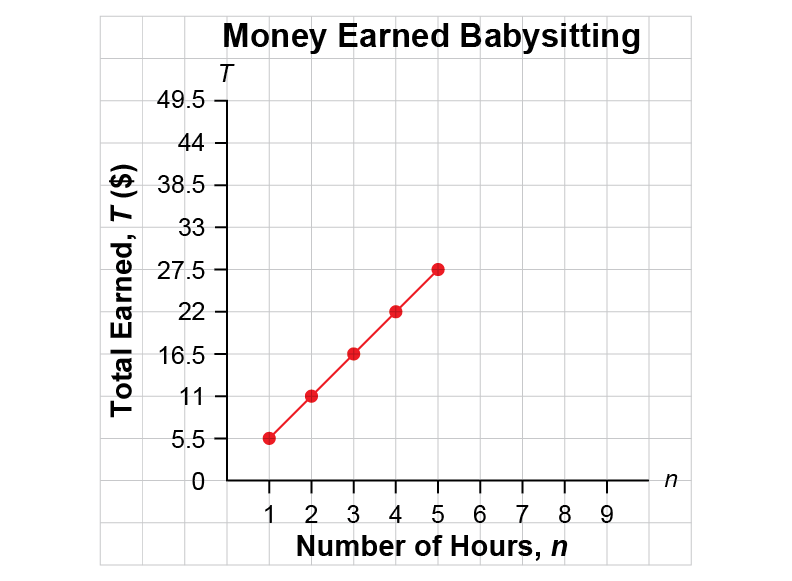 Money Earned Babysitting
T
49.5
44
38.5
33
27.5
22
16.5
11
5.5
0
Total Earned, T ($)
n
1 2 3 4 5 6 7 8 9
Number of Hours, n